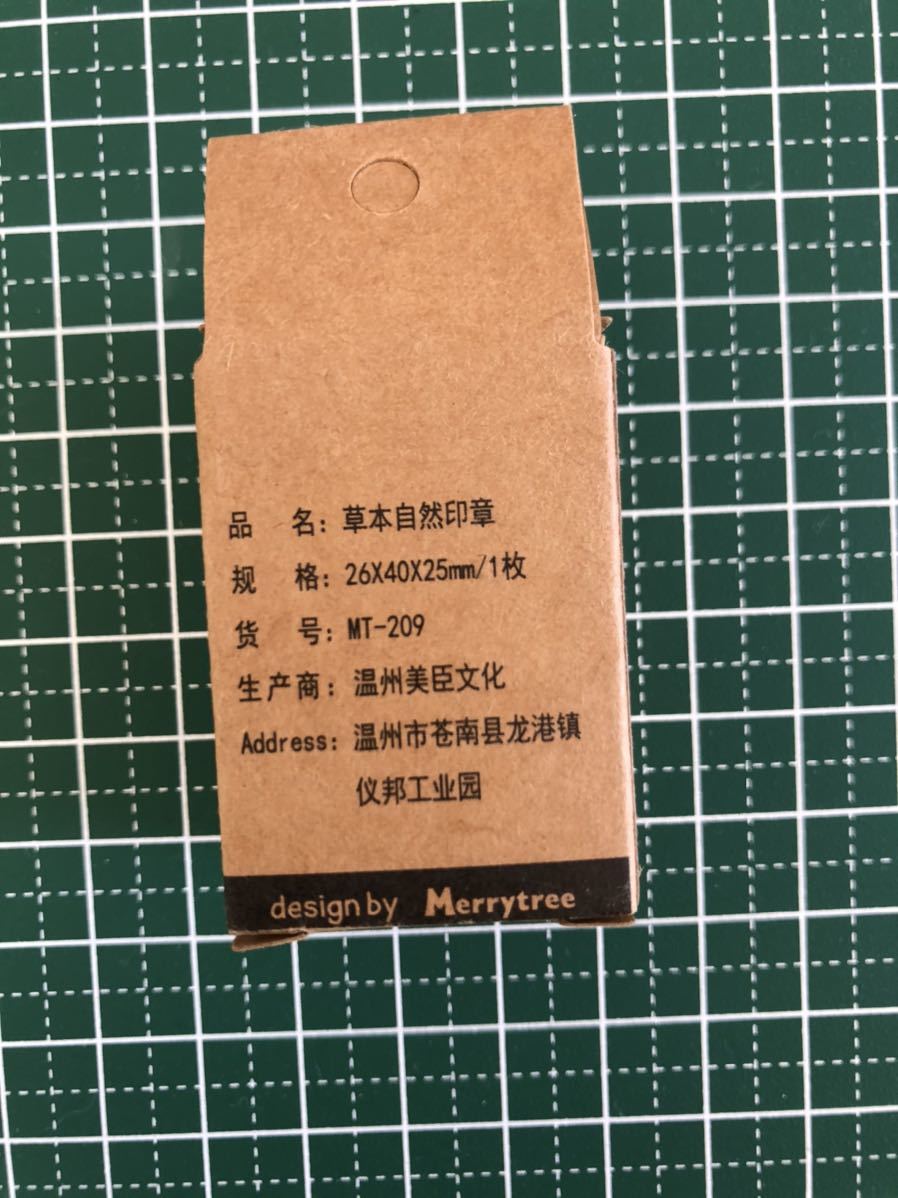 品 名：草本自然印章
规 格：26X40X25mm/1枚
货 号：MT-209
生产商：温州美臣文化
Address：温州市苍南县龙港镇
仪邦工业园
design by Merrytree